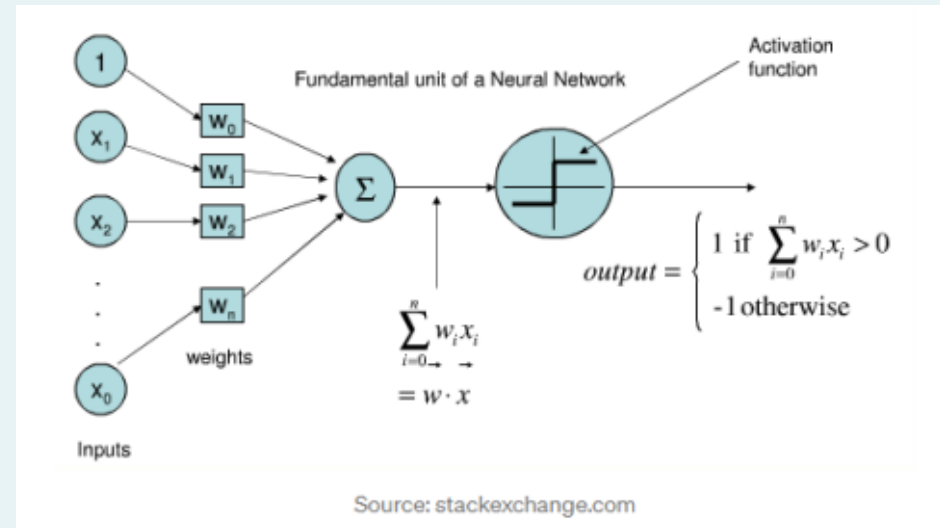 Activation
function
Fundamental unit of a Neural Network
1
X₁
X₂
.
.
.
X₀
Inputs
W₀
W₁
W₂
Wₙ
weights
Σ
n
Σ wᵢxᵢ
i=0
= w⃗ · x⃗
output = { 1 if Σ wᵢxᵢ > 0
n
i=0
-1 otherwise
Source: stackexchange.com